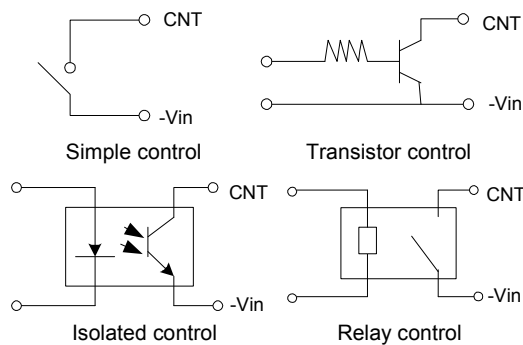 CNT
-Vin
Simple control
CNT
-Vin
Transistor control
CNT
-Vin
Isolated control
CNT
-Vin
Relay control